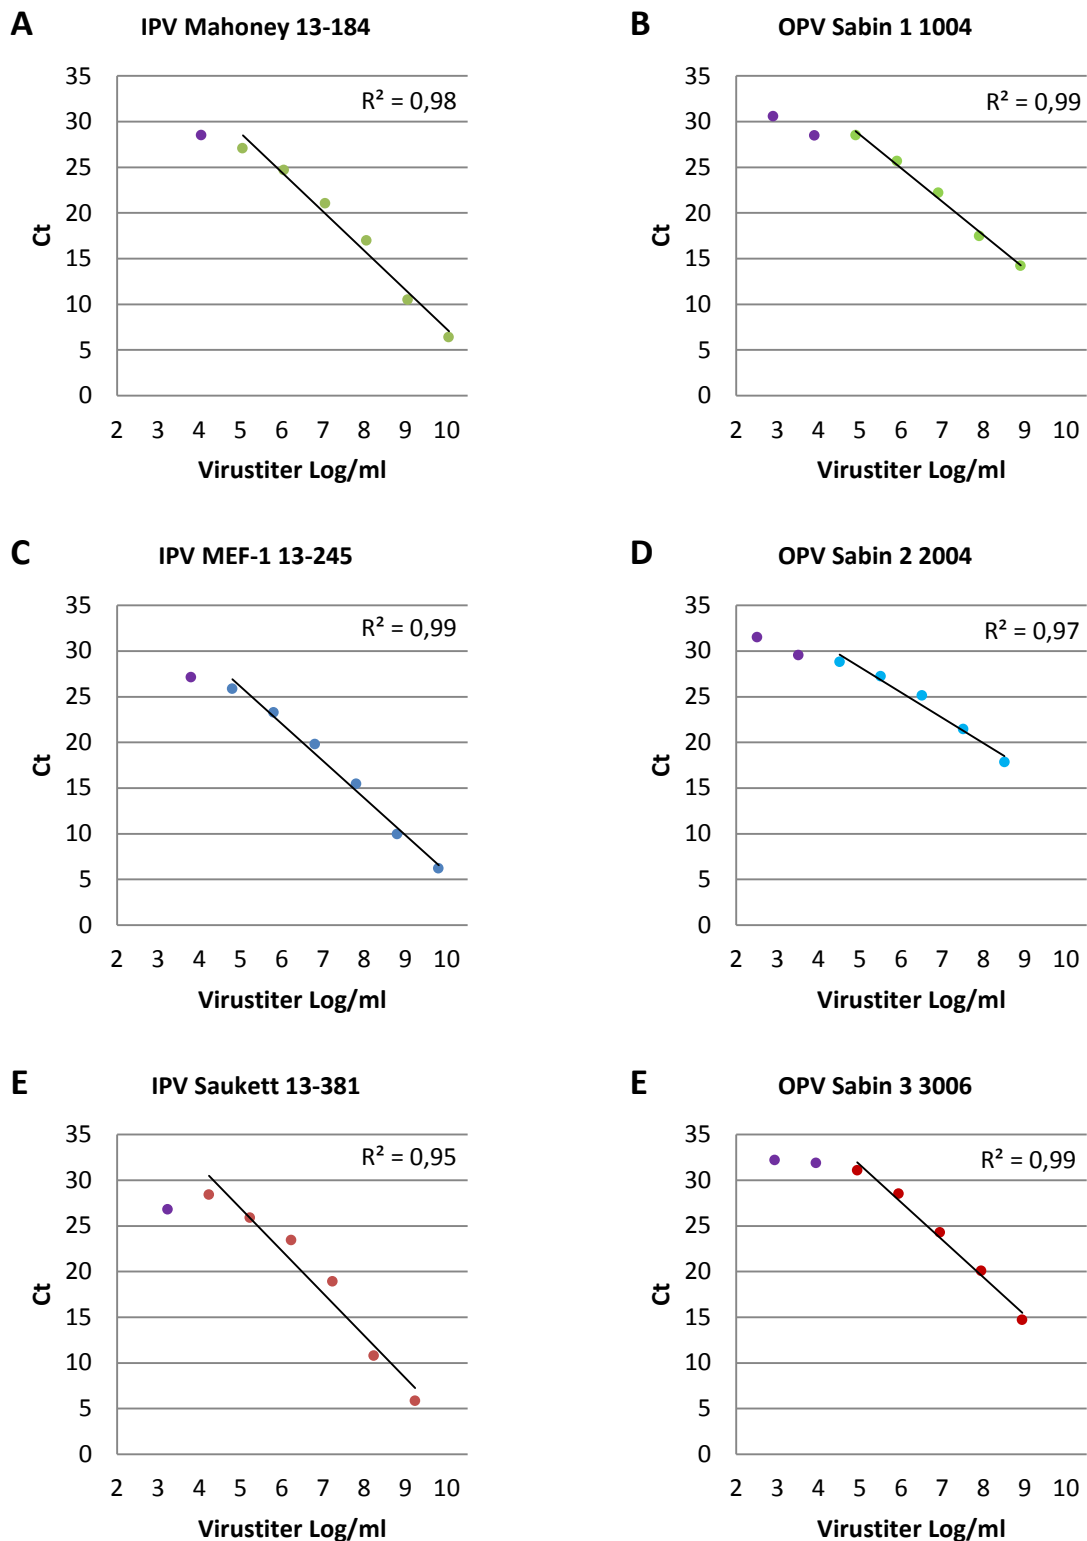 A IPV Mahoney 13-184
35
30
25
20
15
10
5
0
R² = 0,98
Ct
2 3 4 5 6 7 8 9 10
Virustiter Log/ml
B OPV Sabin 1 1004
35
30
25
20
15
10
5
0
R² = 0,99
Ct
2 3 4 5 6 7 8 9 10
Virustiter Log/ml
C IPV MEF-1 13-245
35
30
25
20
15
10
5
0
R² = 0,99
Ct
2 3 4 5 6 7 8 9 10
Virustiter Log/ml
D OPV Sabin 2 2004
35
30
25
20
15
10
5
0
R² = 0,97
Ct
2 3 4 5 6 7 8 9 10
Virustiter Log/ml
E IPV Saukett 13-381
35
30
25
20
15
10
5
0
R² = 0,95
Ct
2 3 4 5 6 7 8 9 10
Virustiter Log/ml
E OPV Sabin 3 3006
35
30
25
20
15
10
5
0
R² = 0,99
Ct
2 3 4 5 6 7 8 9 10
Virustiter Log/ml